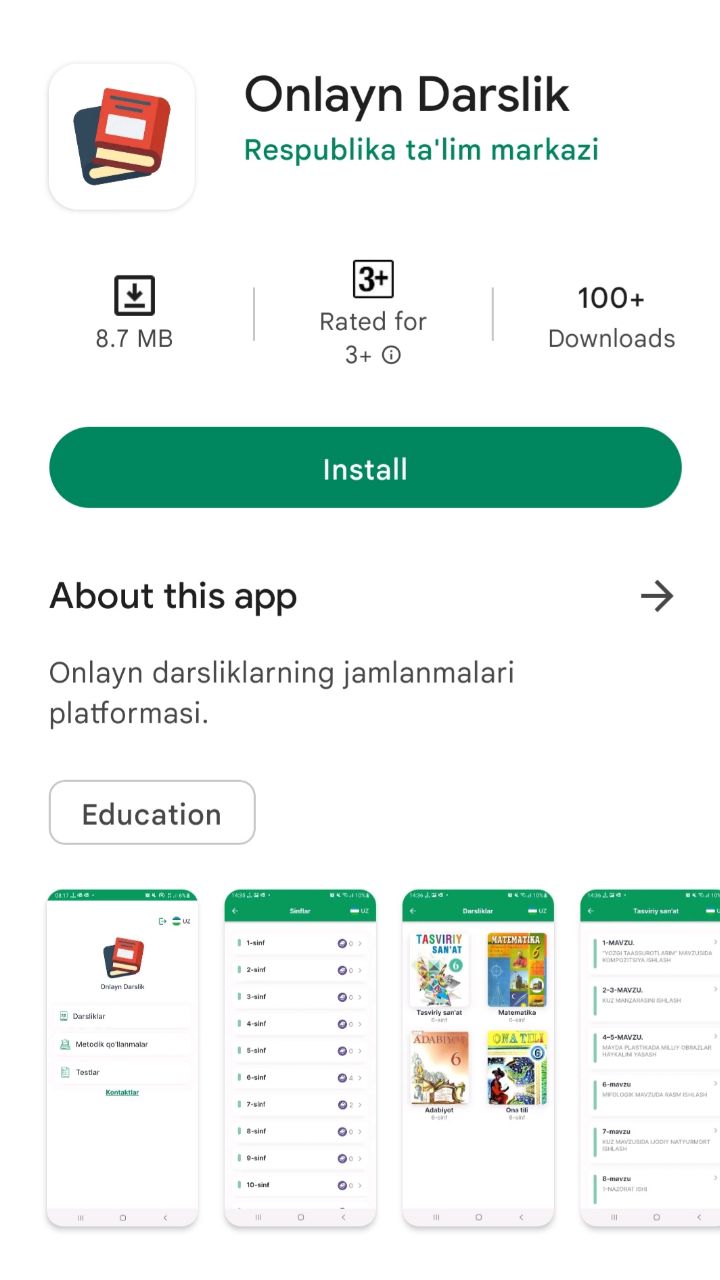 Onlayn Darslik
Respublika ta'lim markazi
3+
100+
8.7 MB
Rated for
3+
Downloads
Install
About this app
Onlayn darsliklarning jamlanmalari
platformasi.
Education
UZ
Onlayn Darslik
Darsliklar
Metodik qo'llanmalar
Testlar
Kontaktlar
Sinflar
UZ
1-sinf 0
2-sinf 0
3-sinf 0
4-sinf 0
5-sinf 0
6-sinf 4
7-sinf 2
8-sinf 0
9-sinf 0
10-sinf 0
Darsliklar
UZ
TASVIRIY
SAN'AT
6
MATEMATIKA
6
Tasviriy san'at
6-sinf
Matematika
6-sinf
ADABIYOT
6
ONA TILI
6
Adabiyot
6-sinf
Ona tili
6-sinf
Tasviriy san'at
1-MAVZU.
"YOZGI TAASSUROTLARIM" MAVZUSIDA
KOMPOZITSIYA ISHLASH
2-3-MAVZU.
KUZ MANZARASINI ISHLASH
4-5-MAVZU.
MAYDA PLASTIKADA MILLIY OBRAZLAR
HAYKALINI YASASH
6-mavzu
MIFOLOGIK MAVZUDA RASM ISHLASH
7-mavzu
KUZ MAVZUSIDA IJODIY NATYURMORT
ISHLASH
8-mavzu
1-NAZORAT ISHI